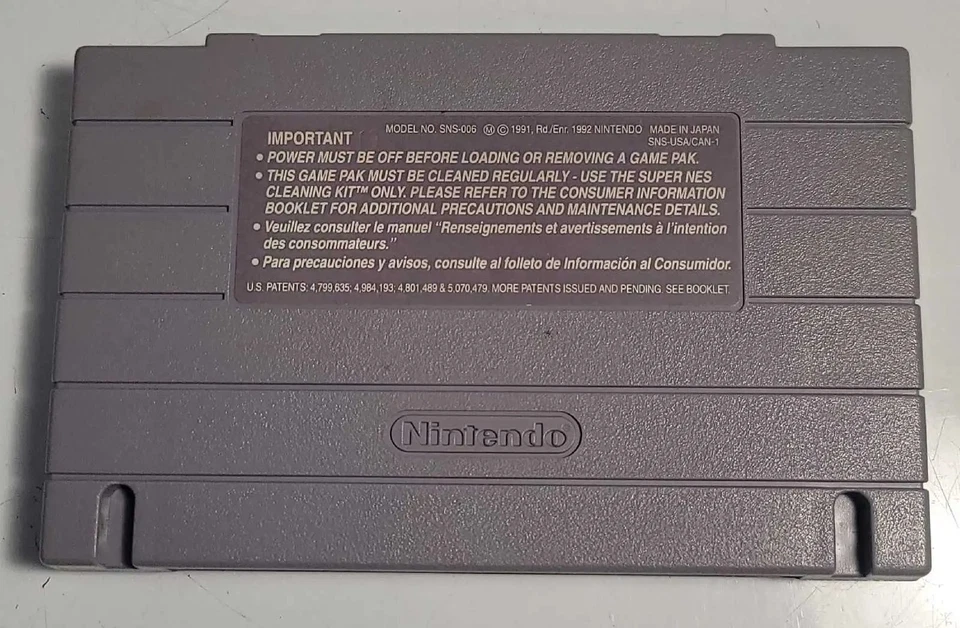 MODEL NO. SNS-006 Ⓜ © 1991, Rd./Enr. 1992 NINTENDO MADE IN JAPAN
IMPORTANT SNS-USA/CAN-1
• POWER MUST BE OFF BEFORE LOADING OR REMOVING A GAME PAK.
• THIS GAME PAK MUST BE CLEANED REGULARLY - USE THE SUPER NES
CLEANING KIT™ ONLY. PLEASE REFER TO THE CONSUMER INFORMATION
BOOKLET FOR ADDITIONAL PRECAUTIONS AND MAINTENANCE DETAILS.
• Veuillez consulter le manuel “Renseignements et avertissements à l’intention
des consommateurs.”
• Para precauciones y avisos, consulte al folleto de Información al Consumidor.
U.S. PATENTS: 4,799,635; 4,984,193; 4,801,489 & 5,070,479. MORE PATENTS ISSUED AND PENDING. SEE BOOKLET.
Nintendo